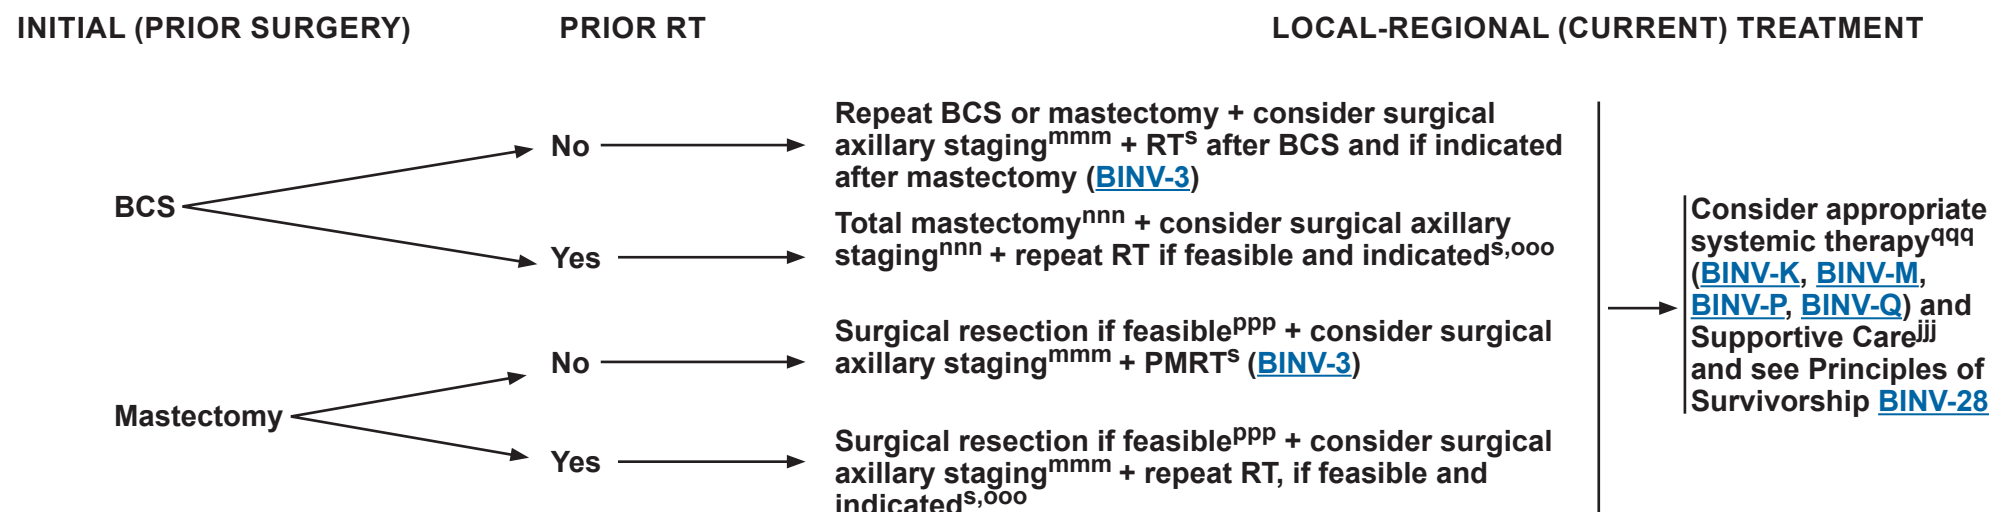 INITIAL (PRIOR SURGERY) PRIOR RT LOCAL-REGIONAL (CURRENT) TREATMENT
BCS
No
Repeat BCS or mastectomy + consider surgical
axillary stagingmmm + RTs after BCS and if indicated
after mastectomy (BINV-3)
Yes
Total mastectomynnn + consider surgical axillary
stagingnnn + repeat RT if feasible and indicateds,ooo
Mastectomy
No
Surgical resection if feasibleppp + consider surgical
axillary stagingmmm + PMRTs (BINV-3)
Yes
Surgical resection if feasibleppp + consider surgical
axillary stagingmmm + repeat RT, if feasible and
indicateds,ooo
Consider appropriate
systemic therapyqqq
(BINV-K, BINV-M,
BINV-P, BINV-Q) and
Supportive Carejjj
and see Principles of
Survivorship BINV-28